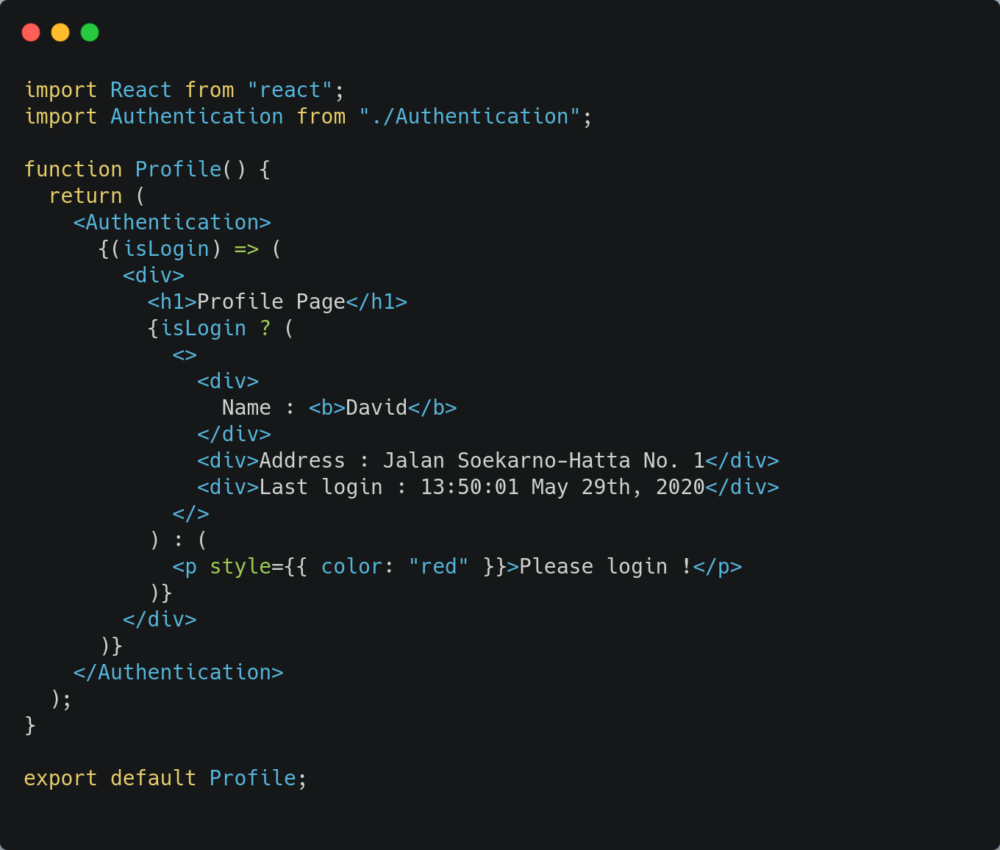 import React from "react";
import Authentication from "./Authentication";

function Profile() {
  return (
    <Authentication>
      {(isLogin) => (
        <div>
          <h1>Profile Page</h1>
          {isLogin ? (
            <>
              <div>
                Name : <b>David</b>
              </div>
              <div>Address : Jalan Soekarno-Hatta No. 1</div>
              <div>Last login : 13:50:01 May 29th, 2020</div>
            </>
          ) : (
            <p style={{ color: "red" }}>Please login !</p>
          )}
        </div>
      )}
    </Authentication>
  );
}

export default Profile;